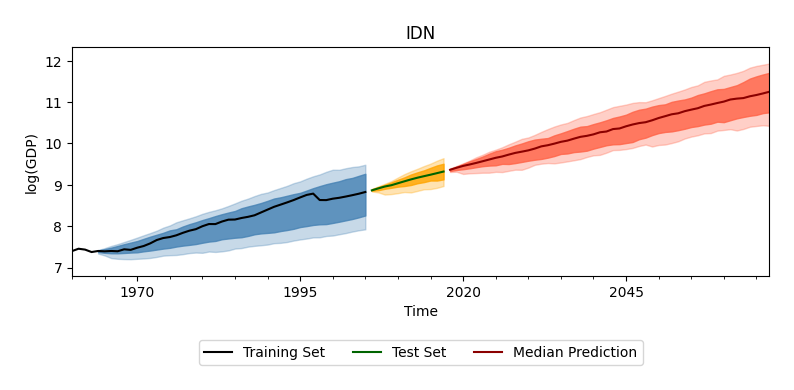 IDN
log(GDP)
12
11
10
9
8
7
1970
1995
2020
2045
Time
Training Set
Test Set
Median Prediction